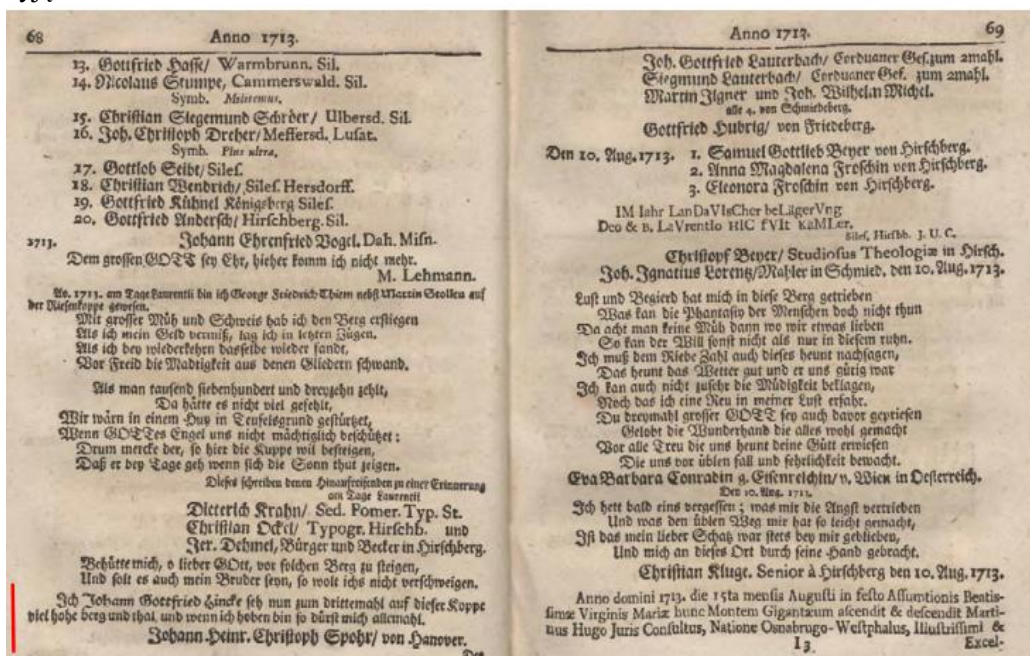 68 Anno 1713.
13. Gottfried Hasse/ Warmbrunn. Sil.
14. Nicolaus Stumpe, Cammerswald. Sil.
Symb. Militemus.
15. Christian Siegemund Schröer/ Ulbersd. Sil.
16. Joh. Christoph Dreher/ Meffersd. Lusat.
Symb. Plus ultra.
17. Gottlob Seibt/ Siles.
18. Christian Wendrich/ Siles. Hersdorff.
19. Gottfried Kühnel Königsberg Siles.
20. Gottfried Andersch/ Hirschberg. Sil.
1713. Johann Ehrenfried Vogel. Dah. Misn.
Dem grossen GOTT sey Ehr, hieher komm ich nicht mehr.
M. Lehmann.
Ao. 1713. am Tage Laurentii bin ich George Friedrich Thiem nebst Martin Stollen auf
der Riesenkoppe gewesen.
Mit grosser Müh und Schweis hab ich den Berg erstiegen
Als ich mein Geld vermiß, lag ich in letzten Zügen.
Als ich bey wiederkehrn dasselbe wieder fandt,
Vor Freid die Madtigkeit aus denen Gliedern schwand.
Als man tausend siebenhundert und dreyzehn zehlt,
Da hätte es nicht viel gefehlt,
Wir wärn in einem Huy in Teufelsgrund gestürtzet,
Wenn GOTTes Engel uns nicht mächtiglich beschützet:
Drum mercke der, so hier die Kuppe wil besteigen,
Daß er bey Tage geh wenn sich die Sonn thut zeigen.
Dieses schreiben denen Hinaufreisenden zu einer Erinnerung
am Tage Laurentii
Dieterich Krahn/ Sed. Pomer. Typ. St.
Christian Ockel/ Typogr. Hirschb. und
Jer. Dehmel, Bürger und Becker in Hirschberg.
Behütte mich, o lieber GOtt, vor solchen Berg zu steigen,
Und solt es auch mein Bruder seyn, so wolt ichs nicht verschweigen.
Ich Johann Gottfried Hincke seh nun zum drittemahl auf dieser Koppe
viel hohe berg und thal, und wenn ich hoben bin so dürst mich allemahl.
Johann Heinr. Christoph Spohr/ von Hanover.
Anno 1713. 69
Joh. Gottfried Lauterbach/ Corduaner Ges. zum 2mahl.
Siegmund Lauterbach/ Corduaner Ges. zum 2mahl.
Martin Ilgner und Joh. Wilhelm Michel.
alle 4. von Schmiedeberg.
Gottfried Hubrig/ von Friedeberg.
Den 10. Aug. 1713. 1. Samuel Gottlieb Beyer von Hirschberg.
2. Anna Magdalena Froschin von Hirschberg.
3. Eleonora Froschin von Hirschberg.
IM Iahr LanDaVIsCher beLägerVng
Deo & B. LaVrentIo HIC fVIt KaMLer.
Siles. Hirschb. J. U. C.
Christopf Beyer/ Studiosus Theologiæ in Hirsch.
Joh. Ignatius Lorentz/ Mahler in Schmied. den 10. Aug. 1713.
Lust und Begierd hat mich in diese Berg getrieben
Was kan die Phantasiv der Menschen doch nicht thun
Da acht man keine Müh dann wo wir etwas lieben
So kan der Will sonst nicht als nur in diesem ruhn.
Ich muß dem Riebe Zahl auch dieses heunt nachsagen,
Das heunt das Wetter gut und er uns gütig war
Ich kan auch nicht zusehr die Müdigkeit beklagen,
Noch das ich eine Reu in meiner Lust erfahr.
Du dreymahl grosser GOTT sey auch davor gepriesen
Gelobt die Wunderhand die alles wohl gemacht
Vor alle Treu die uns heunt deine Gütt erwiesen
Die uns vor üblen fall und fehrlichkeit bewacht.
Eva Barbara Conradin g. Eisenreichin/ v. Wien in Oesterreich.
Den 10. Aug. 1713.
Ich hett bald eins vergessen; was mir die Angst vertrieben
Und was den üblen Weg mir hat so leicht gemacht,
Ist das mein lieber Schatz war stets bey mir geblieben,
Und mich an dieses Ort durch seine Hand gebracht.
Christian Kluge. Senior à Hirschberg den 10. Aug. 1713.
Anno domini 1713. die 15ta mensis Augusti in festo Assumtionis Beatis-
simæ Virginis Mariæ hunc Montem Gigantæum ascendit & descendit Marti-
nus Hugo Juris Consultus, Natione Osnabrugo-Westphalus, Illustrissimi &
I 3 Excel-